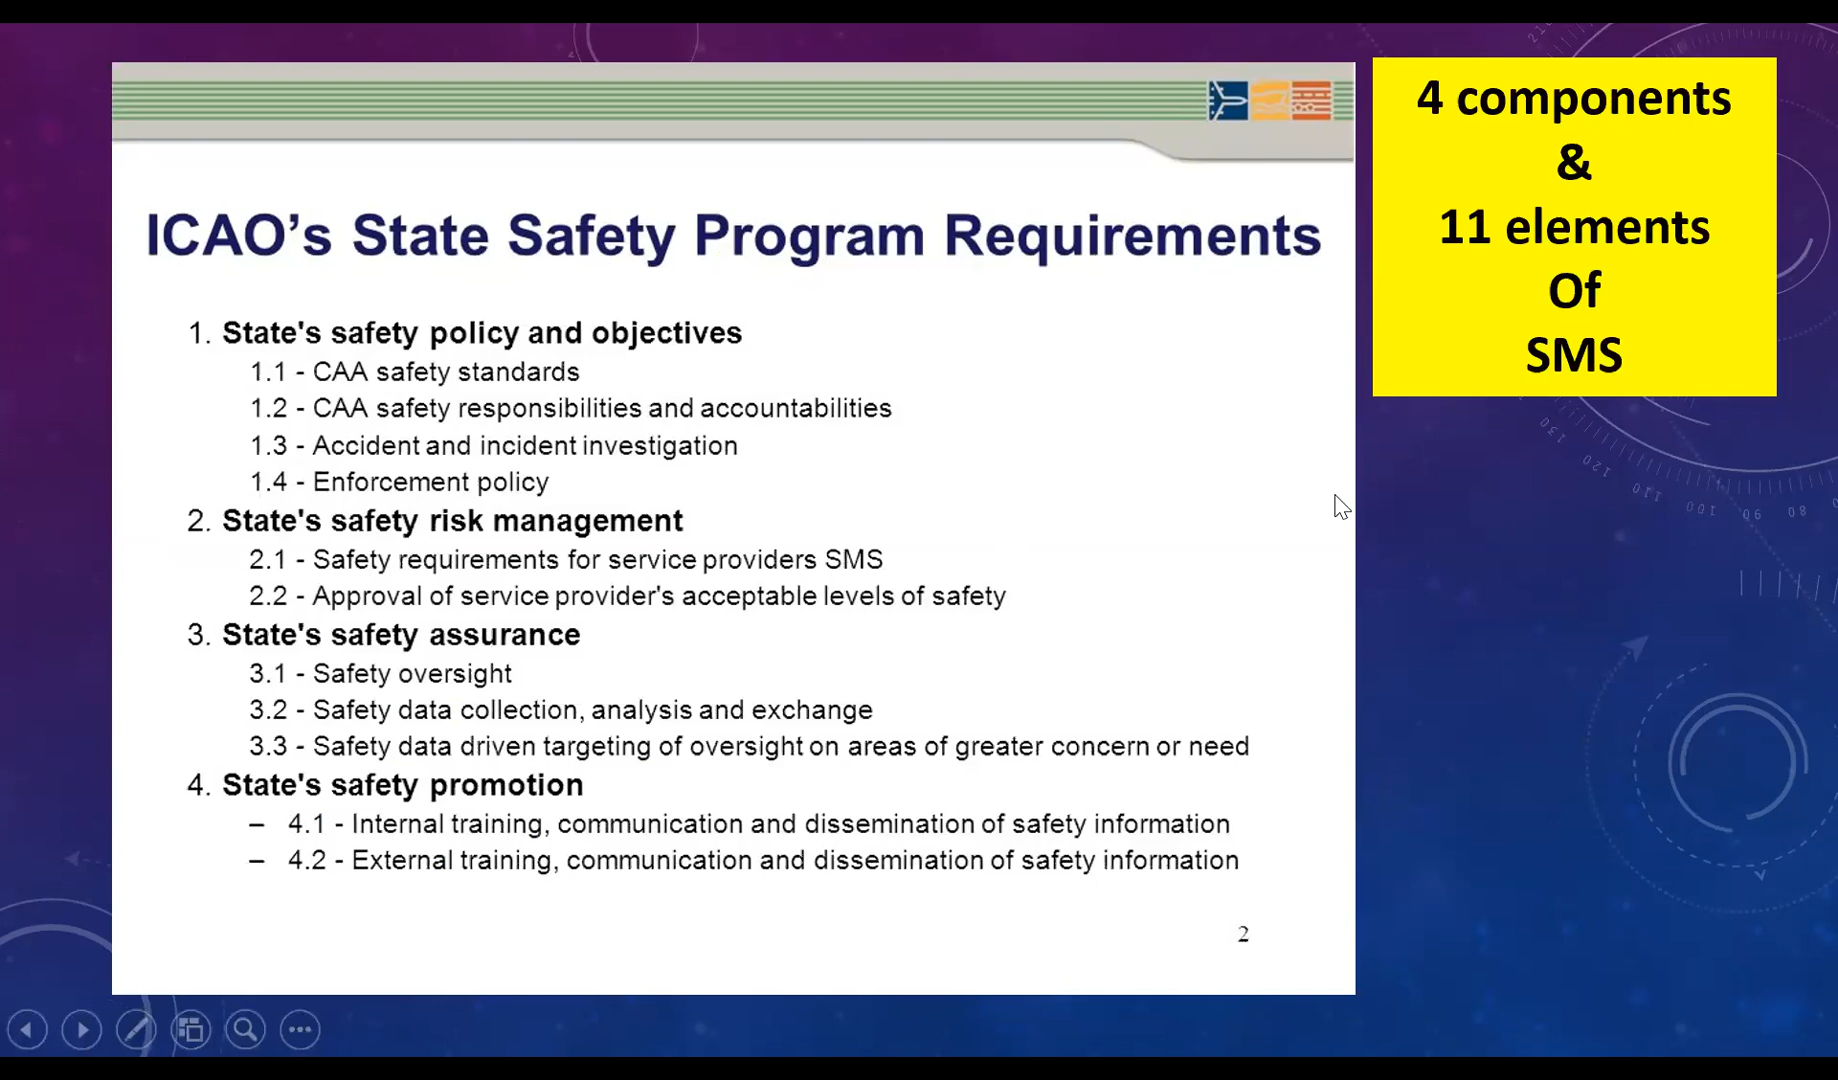 ICAO’s State Safety Program Requirements
1. State's safety policy and objectives
1.1 - CAA safety standards
1.2 - CAA safety responsibilities and accountabilities
1.3 - Accident and incident investigation
1.4 - Enforcement policy
2. State's safety risk management
2.1 - Safety requirements for service providers SMS
2.2 - Approval of service provider's acceptable levels of safety
3. State's safety assurance
3.1 - Safety oversight
3.2 - Safety data collection, analysis and exchange
3.3 - Safety data driven targeting of oversight on areas of greater concern or need
4. State's safety promotion
– 4.1 - Internal training, communication and dissemination of safety information
– 4.2 - External training, communication and dissemination of safety information
2
4 components
&
11 elements
Of
SMS
130
120
110
100
90
80